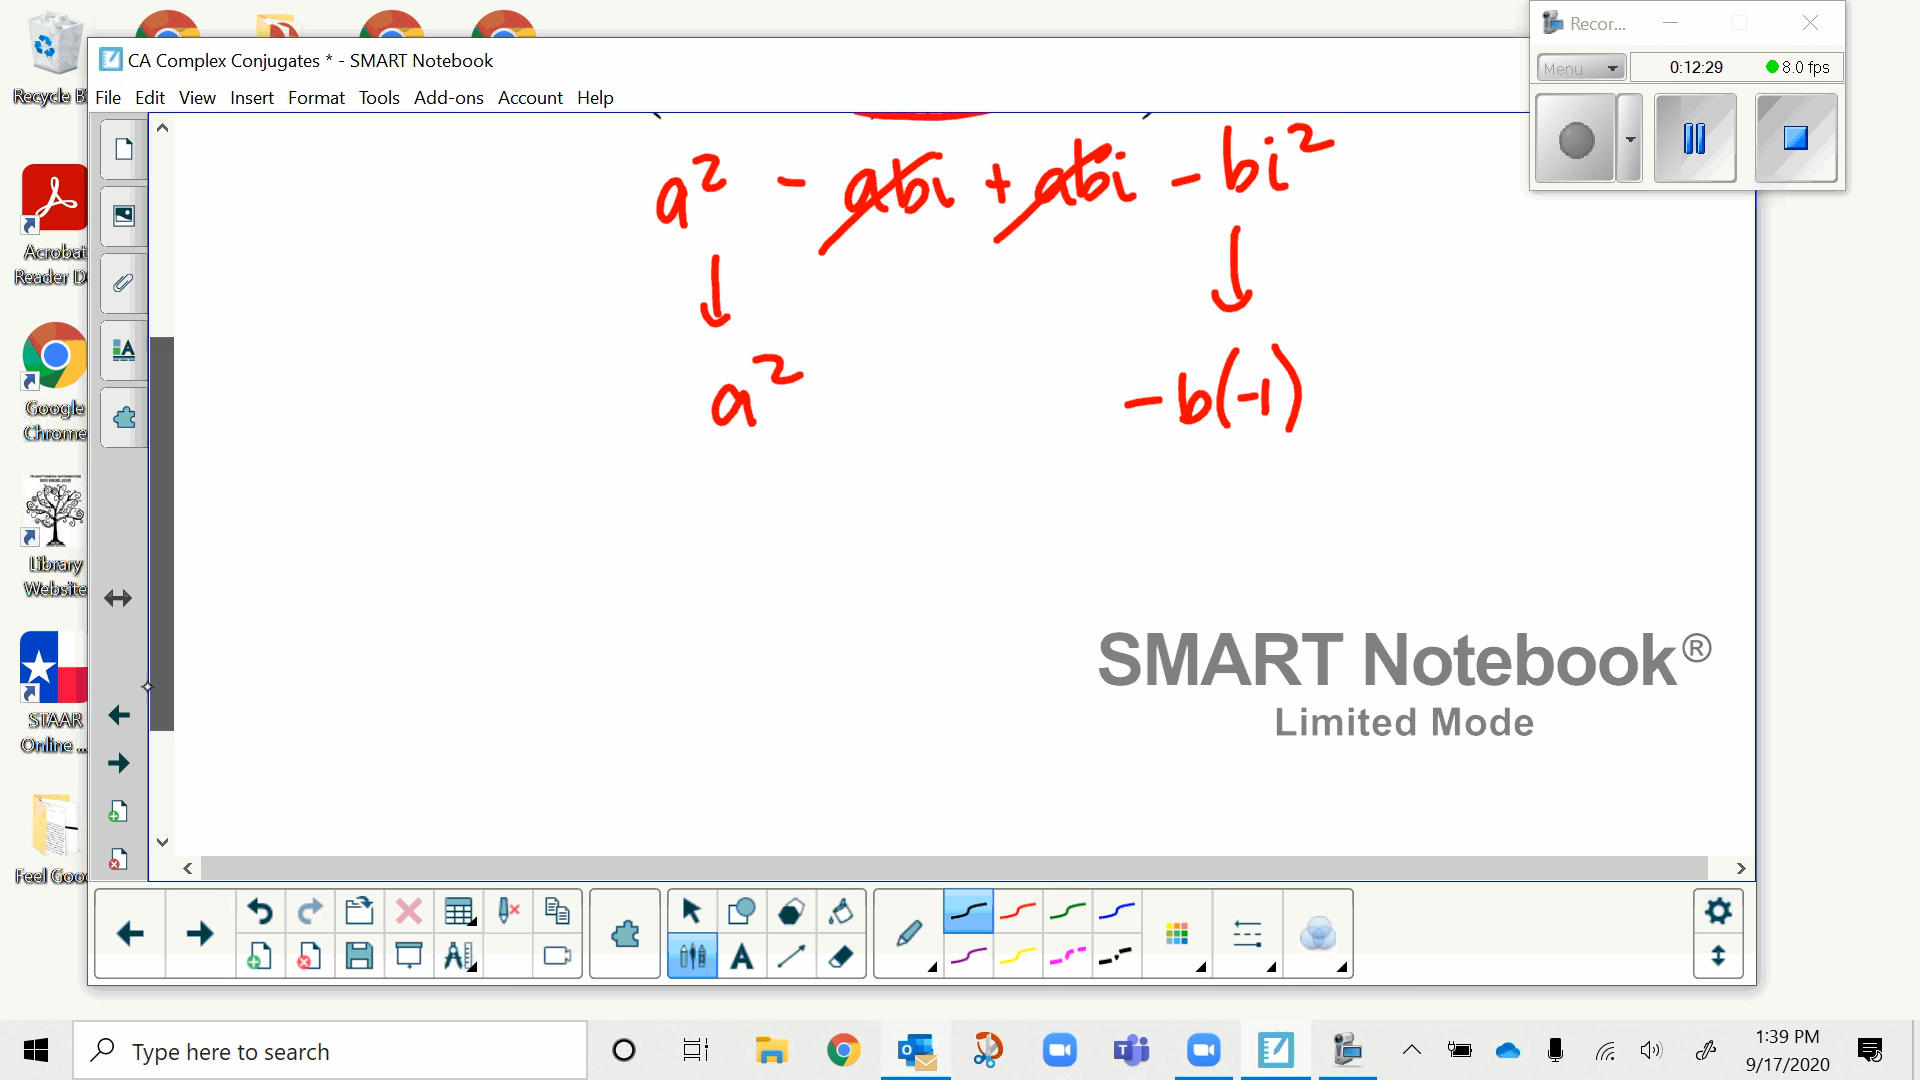 Recor...
CA Complex Conjugates * - SMART Notebook
Menu
0:12:29
8.0 fps
File Edit View Insert Format Tools Add-ons Account Help
Recycle Bi
a² - abi + abi - bi²
a²
-b(-1)
Acrobat
Reader D
Google
Chrome
Library
Website
STAAR
Online ...
Feel Goo
SMART Notebook®
Limited Mode
Type here to search
1:39 PM
9/17/2020